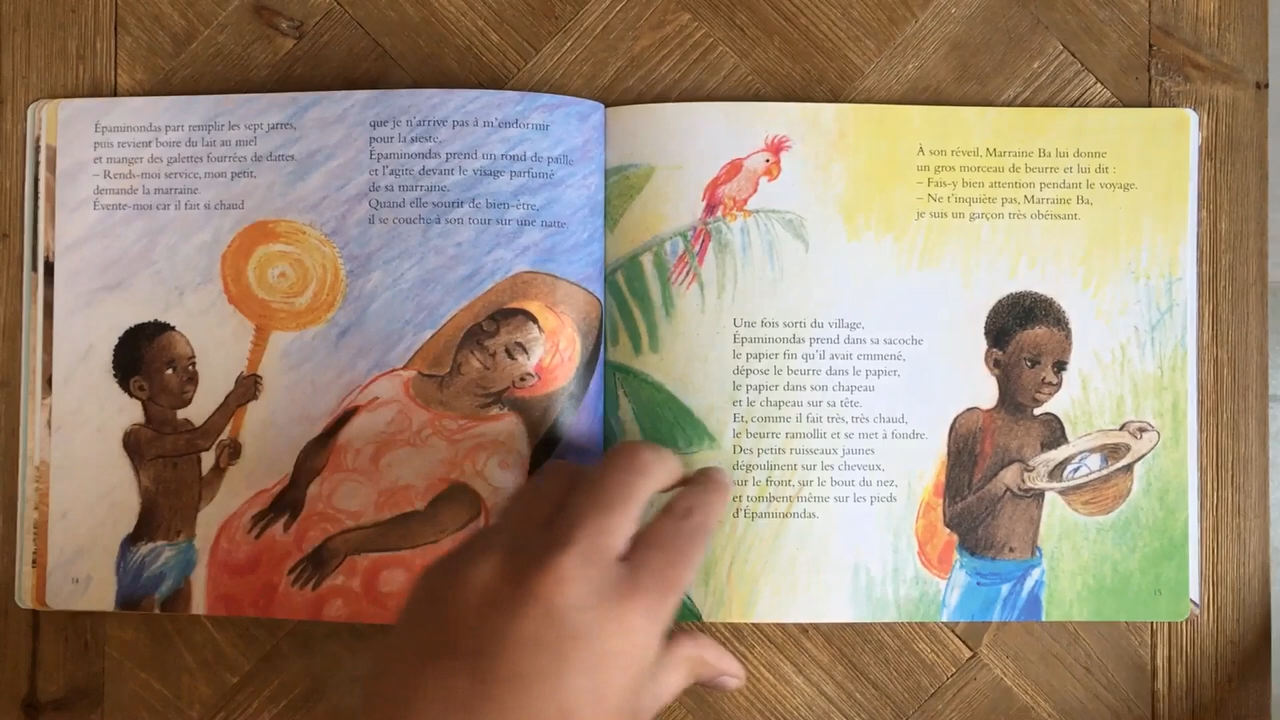 Épaminondas part remplir les sept jarres,
puis revient boire du lait au miel
et manger des galettes fourrées de dattes.
– Rends-moi service, mon petit,
demande la marraine.
Évente-moi car il fait si chaud
que je n'arrive pas à m'endormir
pour la sieste.
Épaminondas prend un rond de paille
et l'agite devant le visage parfumé
de sa marraine.
Quand elle sourit de bien-être,
il se couche à son tour sur une natte.
14
À son réveil, Marraine Ba lui donne
un gros morceau de beurre et lui dit :
– Fais-y bien attention pendant le voyage.
– Ne t'inquiète pas, Marraine Ba,
je suis un garçon très obéissant.
Une fois sorti du village,
Épaminondas prend dans sa sacoche
le papier fin qu'il avait emmené,
dépose le beurre dans le papier,
le papier dans son chapeau
et le chapeau sur sa tête.
Et, comme il fait très, très chaud,
le beurre ramollit et se met à fondre.
Des petits ruisseaux jaunes
dégoulinent sur les cheveux,
sur le front, sur le bout du nez,
et tombent même sur les pieds
d'Épaminondas.
15